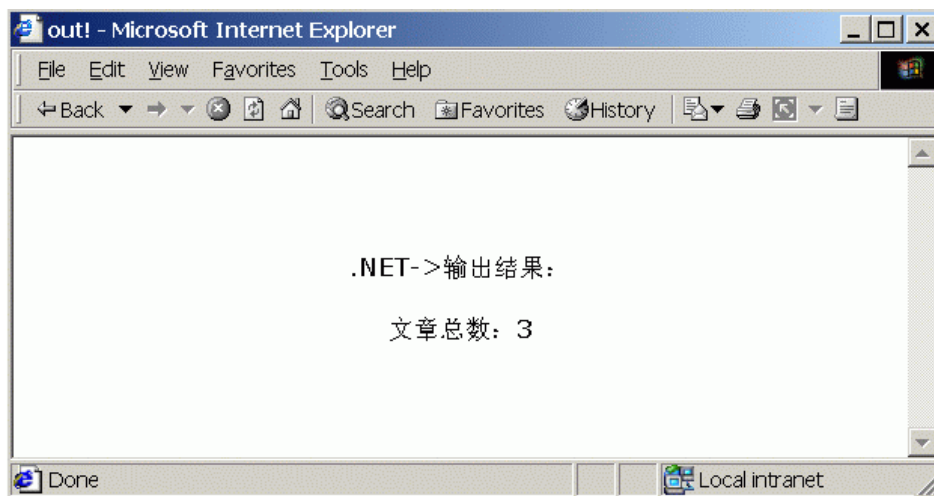 out! - Microsoft Internet Explorer
File Edit View Favorites Tools Help
Back Search Favorites History
.NET->输出结果：
文章总数：3
Done Local intranet